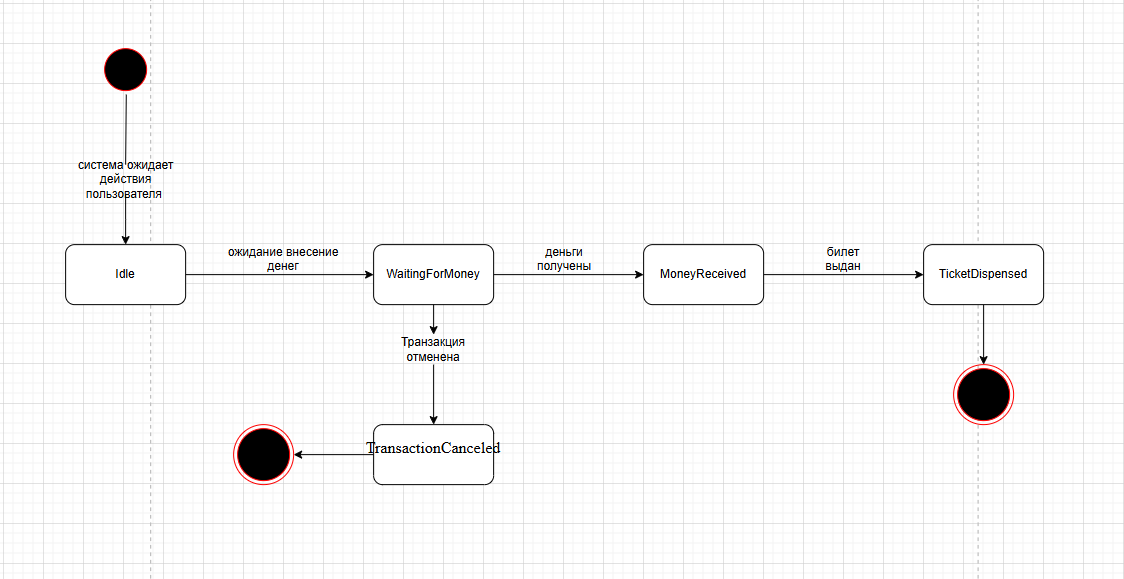 система ожидает
действия
пользователя
Idle
ожидание внесение
денег
WaitingForMoney
деньги
получены
MoneyReceived
билет
выдан
TicketDispensed
Транзакция
отменена
TransactionCanceled